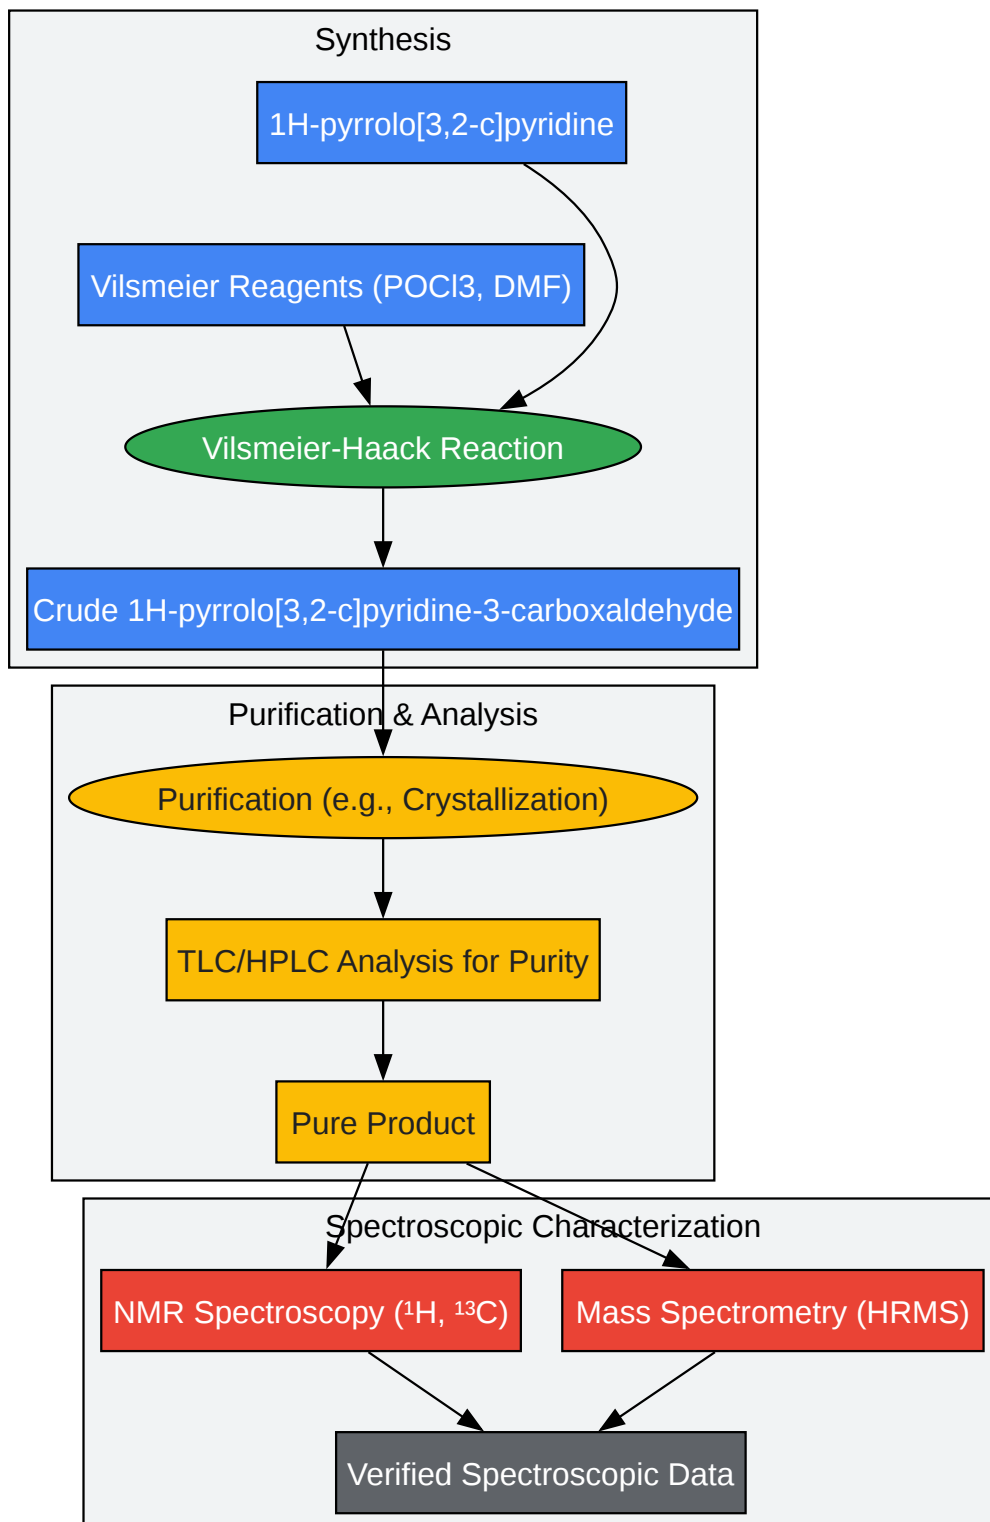 Synthesis
1H-pyrrolo[3,2-c]pyridine
Vilsmeier Reagents (POCl3, DMF)
Vilsmeier-Haack Reaction
Crude 1H-pyrrolo[3,2-c]pyridine-3-carboxaldehyde
Purification & Analysis
Purification (e.g., Crystallization)
TLC/HPLC Analysis for Purity
Pure Product
Spectroscopic Characterization
NMR Spectroscopy (¹H, ¹³C)
Mass Spectrometry (HRMS)
Verified Spectroscopic Data